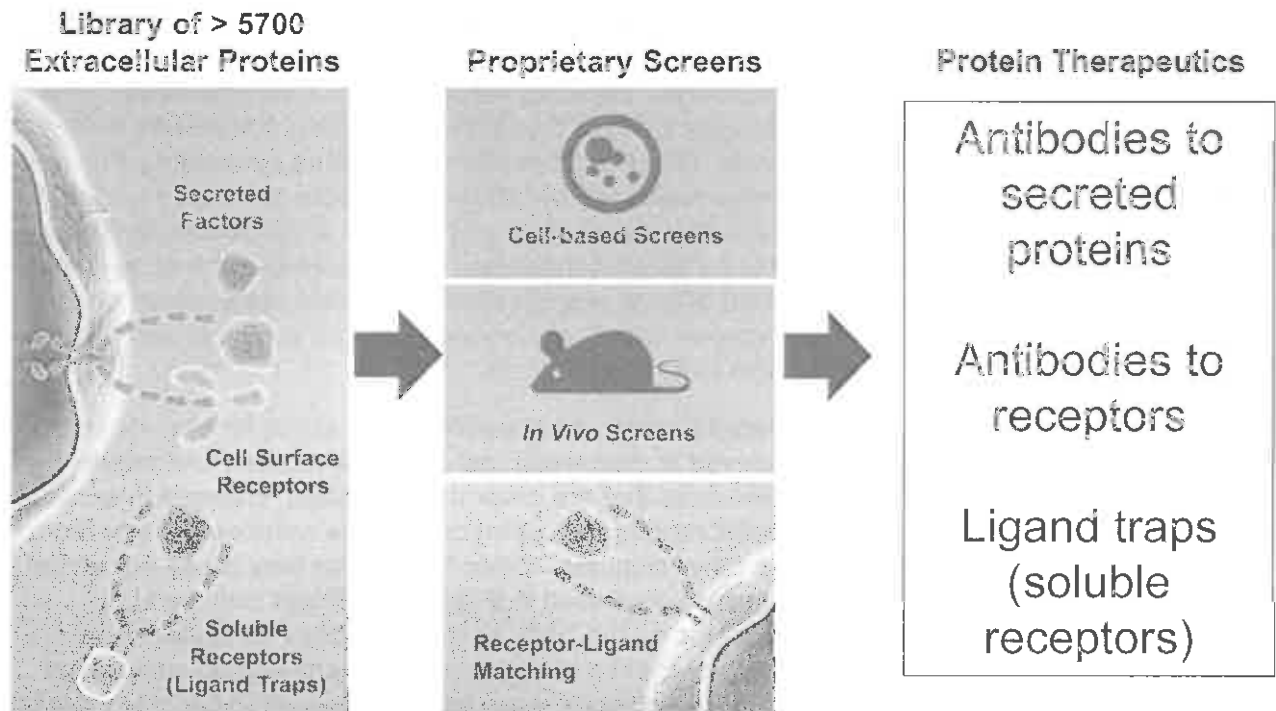 Library of > 5700
Extracellular Proteins
Secreted
Factors
Cell Surface
Receptors
Soluble
Receptors
(Ligand Traps)
Proprietary Screens
Cell-based Screens
In Vivo Screens
Receptor-Ligand
Matching
Protein Therapeutics
Antibodies to
secreted
proteins
Antibodies to
receptors
Ligand traps
(soluble
receptors)